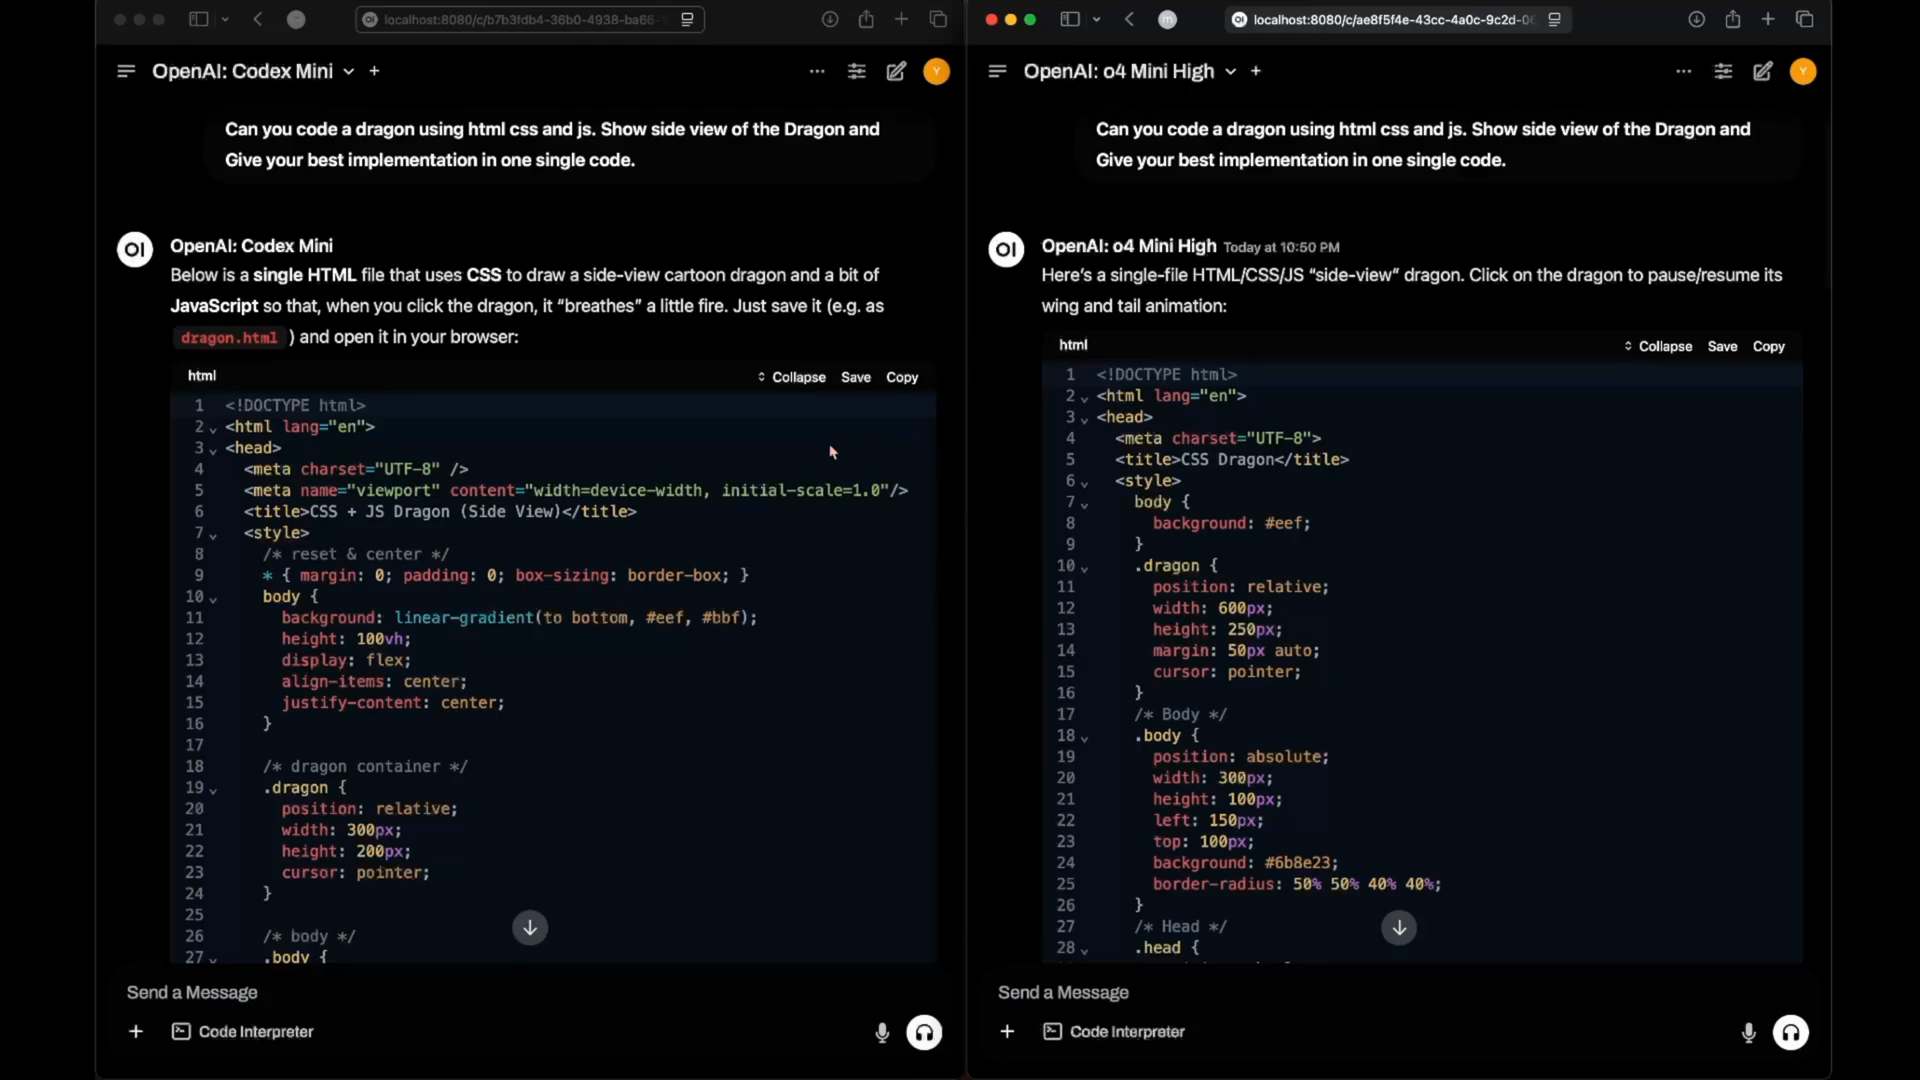 localhost:8080/c/b7b3fdb4-36b0-4938-ba66-
OpenAI: Codex Mini
Y
Can you code a dragon using html css and js. Show side view of the Dragon and
Give your best implementation in one single code.
OI
OpenAI: Codex Mini
Below is a single HTML file that uses CSS to draw a side-view cartoon dragon and a bit of
JavaScript so that, when you click the dragon, it “breathes” a little fire. Just save it (e.g. as
dragon.html ) and open it in your browser:
html
Collapse Save Copy
1 <!DOCTYPE html>
2 <html lang="en">
3 <head>
4 <meta charset="UTF-8" />
5 <meta name="viewport" content="width=device-width, initial-scale=1.0"/>
6 <title>CSS + JS Dragon (Side View)</title>
7 <style>
8 /* reset & center */
9 * { margin: 0; padding: 0; box-sizing: border-box; }
10 body {
11 background: linear-gradient(to bottom, #eef, #bbf);
12 height: 100vh;
13 display: flex;
14 align-items: center;
15 justify-content: center;
16 }
17
18 /* dragon container */
19 .dragon {
20 position: relative;
21 width: 300px;
22 height: 200px;
23 cursor: pointer;
24 }
25
26 /* body */
27 .body {
Send a Message
Code Interpreter
localhost:8080/c/ae8f5f4e-43cc-4a0c-9c2d-0
OpenAI: o4 Mini High
Y
Can you code a dragon using html css and js. Show side view of the Dragon and
Give your best implementation in one single code.
OI
OpenAI: o4 Mini High Today at 10:50 PM
Here’s a single-file HTML/CSS/JS “side-view” dragon. Click on the dragon to pause/resume its
wing and tail animation:
html
Collapse Save Copy
1 <!DOCTYPE html>
2 <html lang="en">
3 <head>
4 <meta charset="UTF-8">
5 <title>CSS Dragon</title>
6 <style>
7 body {
8 background: #eef;
9 }
10 .dragon {
11 position: relative;
12 width: 600px;
13 height: 250px;
14 margin: 50px auto;
15 cursor: pointer;
16 }
17 /* Body */
18 .body {
19 position: absolute;
20 width: 300px;
21 height: 100px;
22 left: 150px;
23 top: 100px;
24 background: #6b8e23;
25 border-radius: 50% 50% 40% 40%;
26 }
27 /* Head */
28 .head {
Send a Message
Code Interpreter